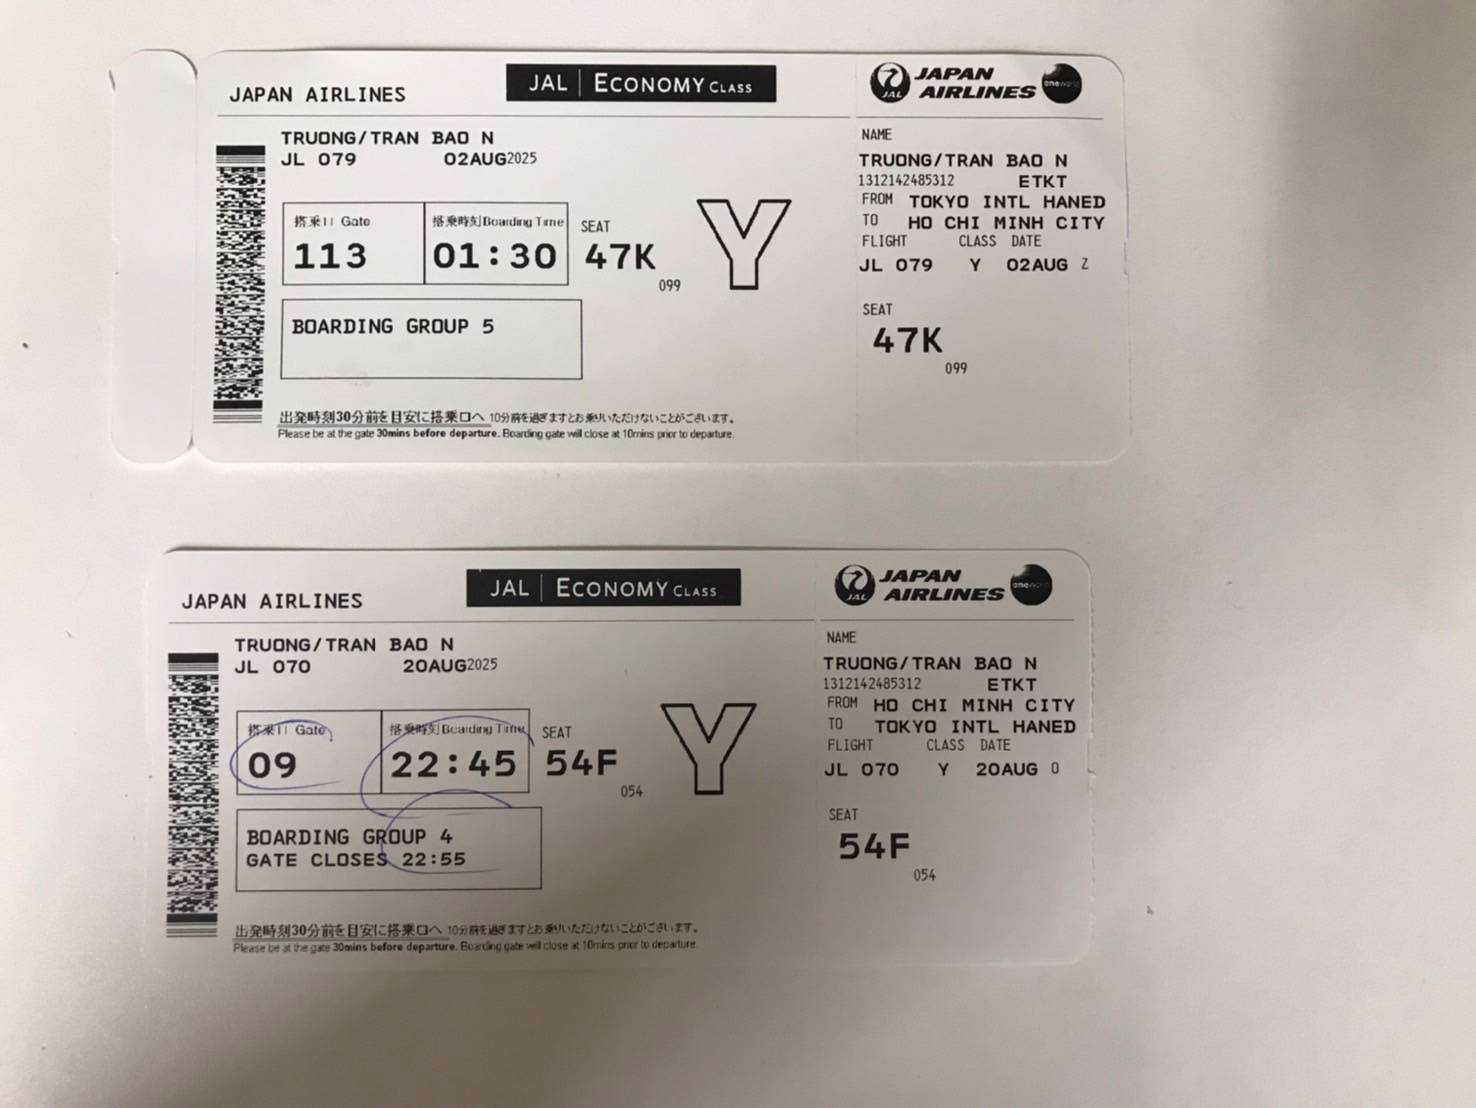 JAPAN AIRLINES
JAL | ECONOMY CLASS
JAL
JAPAN
AIRLINES
oneworld
TRUONG/TRAN BAO N
JL 079 02AUG2025
搭乗口 Gate
113
搭乗時刻 Boarding Time
01:30
SEAT
47K
099
Y
BOARDING GROUP 5
出発時刻30分前を目安に搭乗口へ 10分前を過ぎますとお乗りいただけないことがございます。
Please be at the gate 30mins before departure. Boarding gate will close at 10mins prior to departure.
NAME
TRUONG/TRAN BAO N
1312142485312 ETKT
FROM TOKYO INTL HANED
TO HO CHI MINH CITY
FLIGHT CLASS DATE
JL 079 Y 02AUG Z
SEAT
47K
099
JAPAN AIRLINES
JAL | ECONOMY CLASS
JAL
JAPAN
AIRLINES
oneworld
TRUONG/TRAN BAO N
JL 070 20AUG2025
搭乗口 Gate
09
搭乗時刻 Boarding Time
22:45
SEAT
54F
054
Y
BOARDING GROUP 4
GATE CLOSES 22:55
出発時刻30分前を目安に搭乗口へ 10分前を過ぎますとお乗りいただけないことがございます。
Please be at the gate 30mins before departure. Boarding gate will close at 10mins prior to departure.
NAME
TRUONG/TRAN BAO N
1312142485312 ETKT
FROM HO CHI MINH CITY
TO TOKYO INTL HANED
FLIGHT CLASS DATE
JL 070 Y 20AUG O
SEAT
54F
054